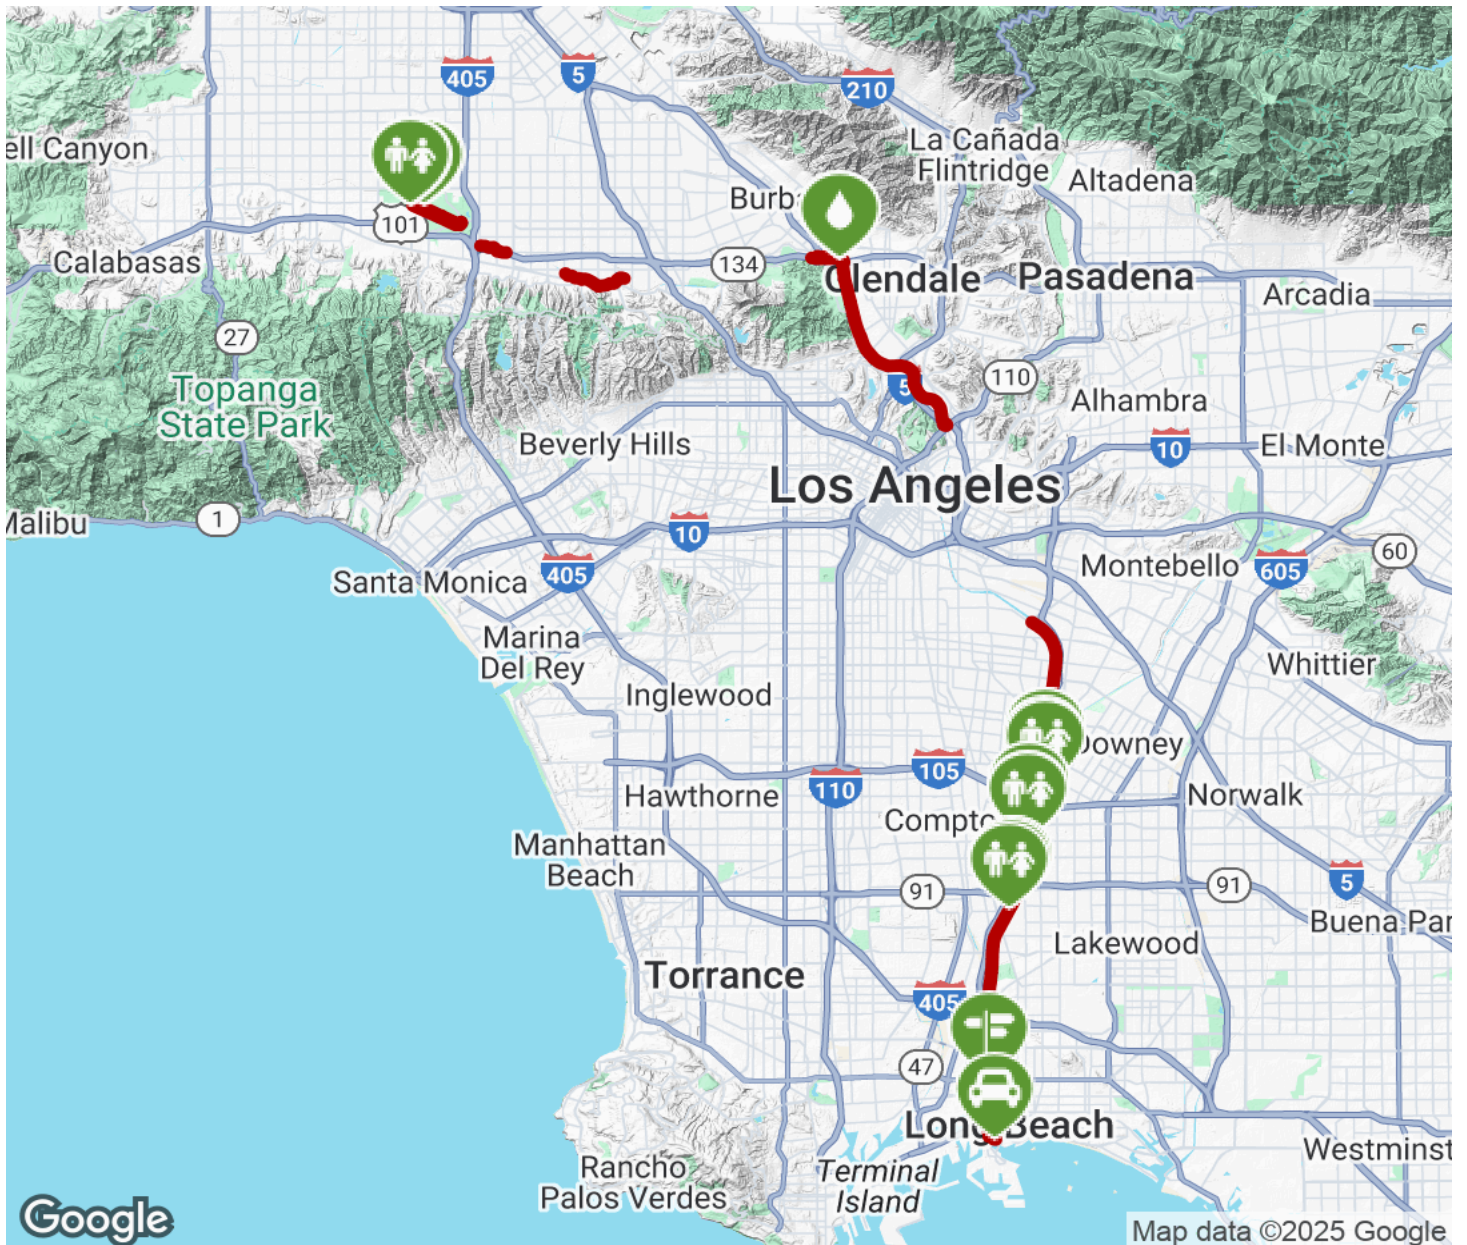 405
5
210
La Cañada
Flintridge
ell Canyon
Altadena
Burb
101
Calabasas
134
Glendale
Pasadena
Arcadia
27
Topanga
State Park
5
110
Alhambra
Beverly Hills
10
El Monte
Los Angeles
Malibu
1
10
60
405
Santa Monica
Montebello
605
Marina
Del Rey
Whittier
Inglewood
Downey
105
110
Hawthorne
Norwalk
Compto
Manhattan
Beach
91
91
5
Buena Par
Lakewood
Torrance
405
47
Long Beach
Westminst
Rancho
Palos Verdes
Terminal
Island
Google
Map data ©2025 Google